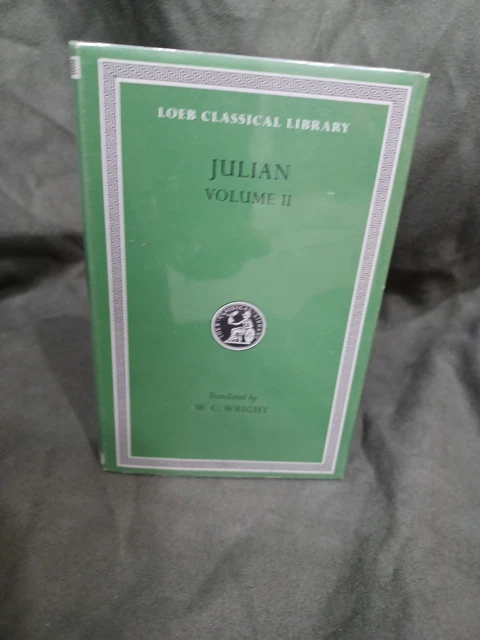 LOEB CLASSICAL LIBRARY
JULIAN
VOLUME II
Translated by
W. C. WRIGHT